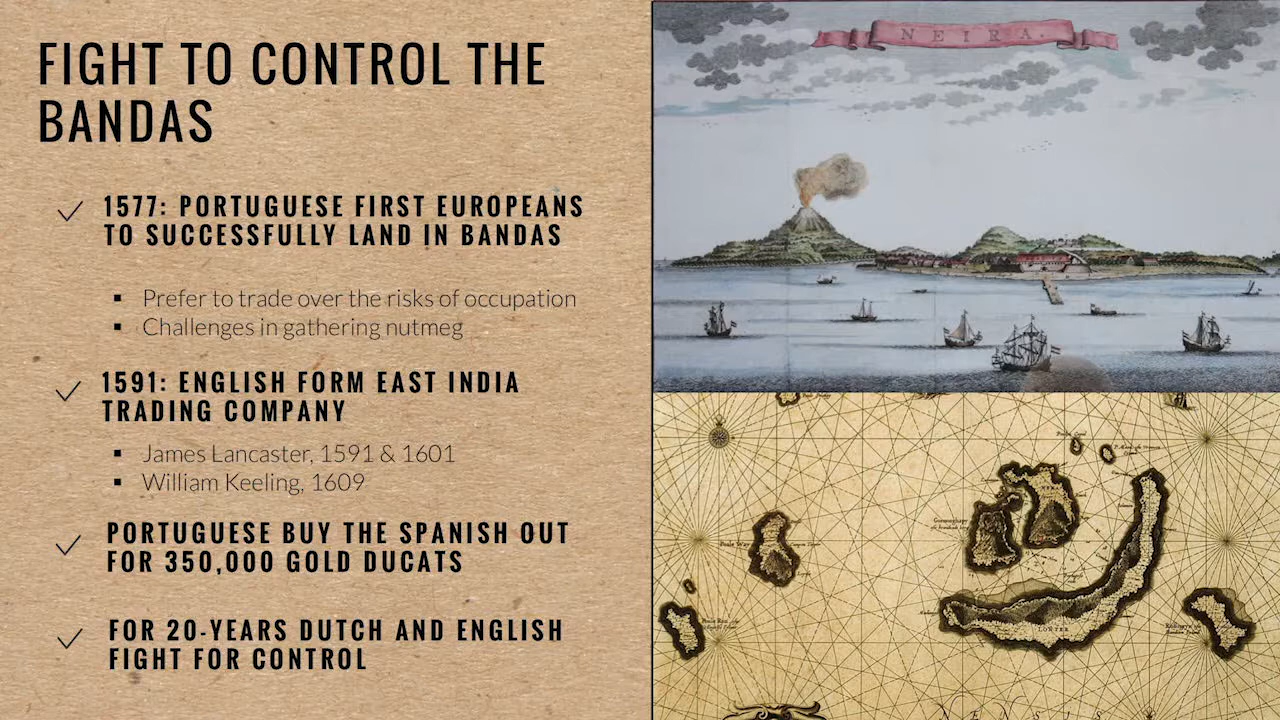 FIGHT TO CONTROL THE
BANDAS
1577: PORTUGUESE FIRST EUROPEANS
TO SUCCESSFULLY LAND IN BANDAS
Prefer to trade over the risks of occupation
Challenges in gathering nutmeg
1591: ENGLISH FORM EAST INDIA
TRADING COMPANY
James Lancaster, 1591 & 1601
William Keeling, 1609
PORTUGUESE BUY THE SPANISH OUT
FOR 350,000 GOLD DUCATS
FOR 20-YEARS DUTCH AND ENGLISH
FIGHT FOR CONTROL
NEIRA.